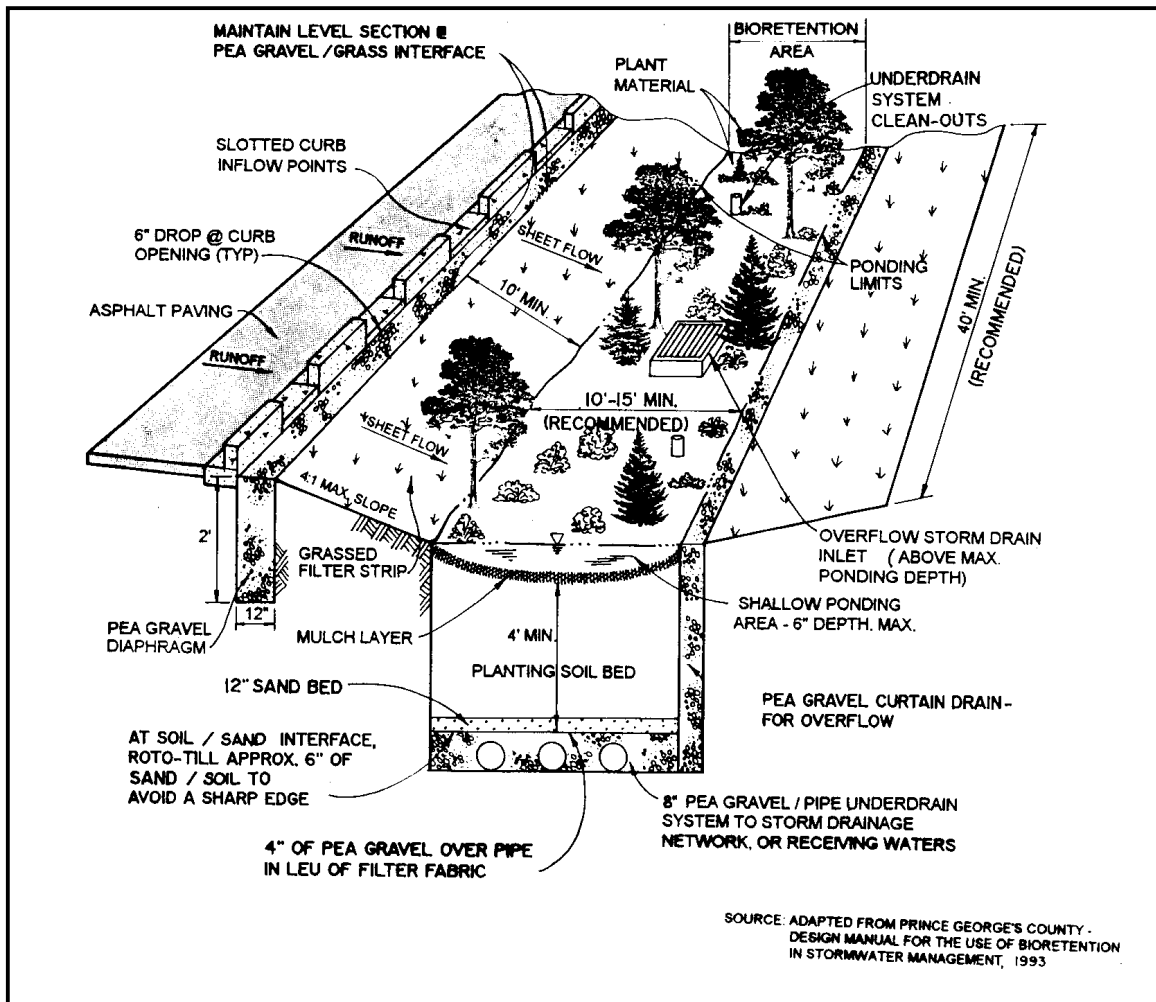 MAINTAIN LEVEL SECTION @
PEA GRAVEL/GRASS INTERFACE
BIORETENTION
AREA
PLANT
MATERIAL
UNDERDRAIN
SYSTEM
CLEAN-OUTS
SLOTTED CURB
INFLOW POINTS
6" DROP @ CURB
OPENING (TYP)
RUNOFF
SHEET FLOW
PONDING
LIMITS
ASPHALT PAVING
10' MIN.
40' MIN.
(RECOMMENDED)
RUNOFF
10'-15' MIN.
(RECOMMENDED)
SHEET FLOW
4:1 MAX. SLOPE
2'
GRASSED
FILTER STRIP
OVERFLOW STORM DRAIN
INLET ( ABOVE MAX.
PONDING DEPTH)
12"
PEA GRAVEL
DIAPHRAGM
MULCH LAYER
SHALLOW PONDING
AREA - 6" DEPTH. MAX.
4' MIN.
PLANTING SOIL BED
12" SAND BED
PEA GRAVEL CURTAIN DRAIN-
FOR OVERFLOW
AT SOIL / SAND INTERFACE,
ROTO-TILL APPROX. 6" OF
SAND / SOIL TO
AVOID A SHARP EDGE
8" PEA GRAVEL / PIPE UNDERDRAIN
SYSTEM TO STORM DRAINAGE
NETWORK, OR RECEIVING WATERS
4" OF PEA GRAVEL OVER PIPE
IN LEU OF FILTER FABRIC
SOURCE: ADAPTED FROM PRINCE GEORGE'S COUNTY -
DESIGN MANUAL FOR THE USE OF BIORETENTION
IN STORMWATER MANAGEMENT, 1993